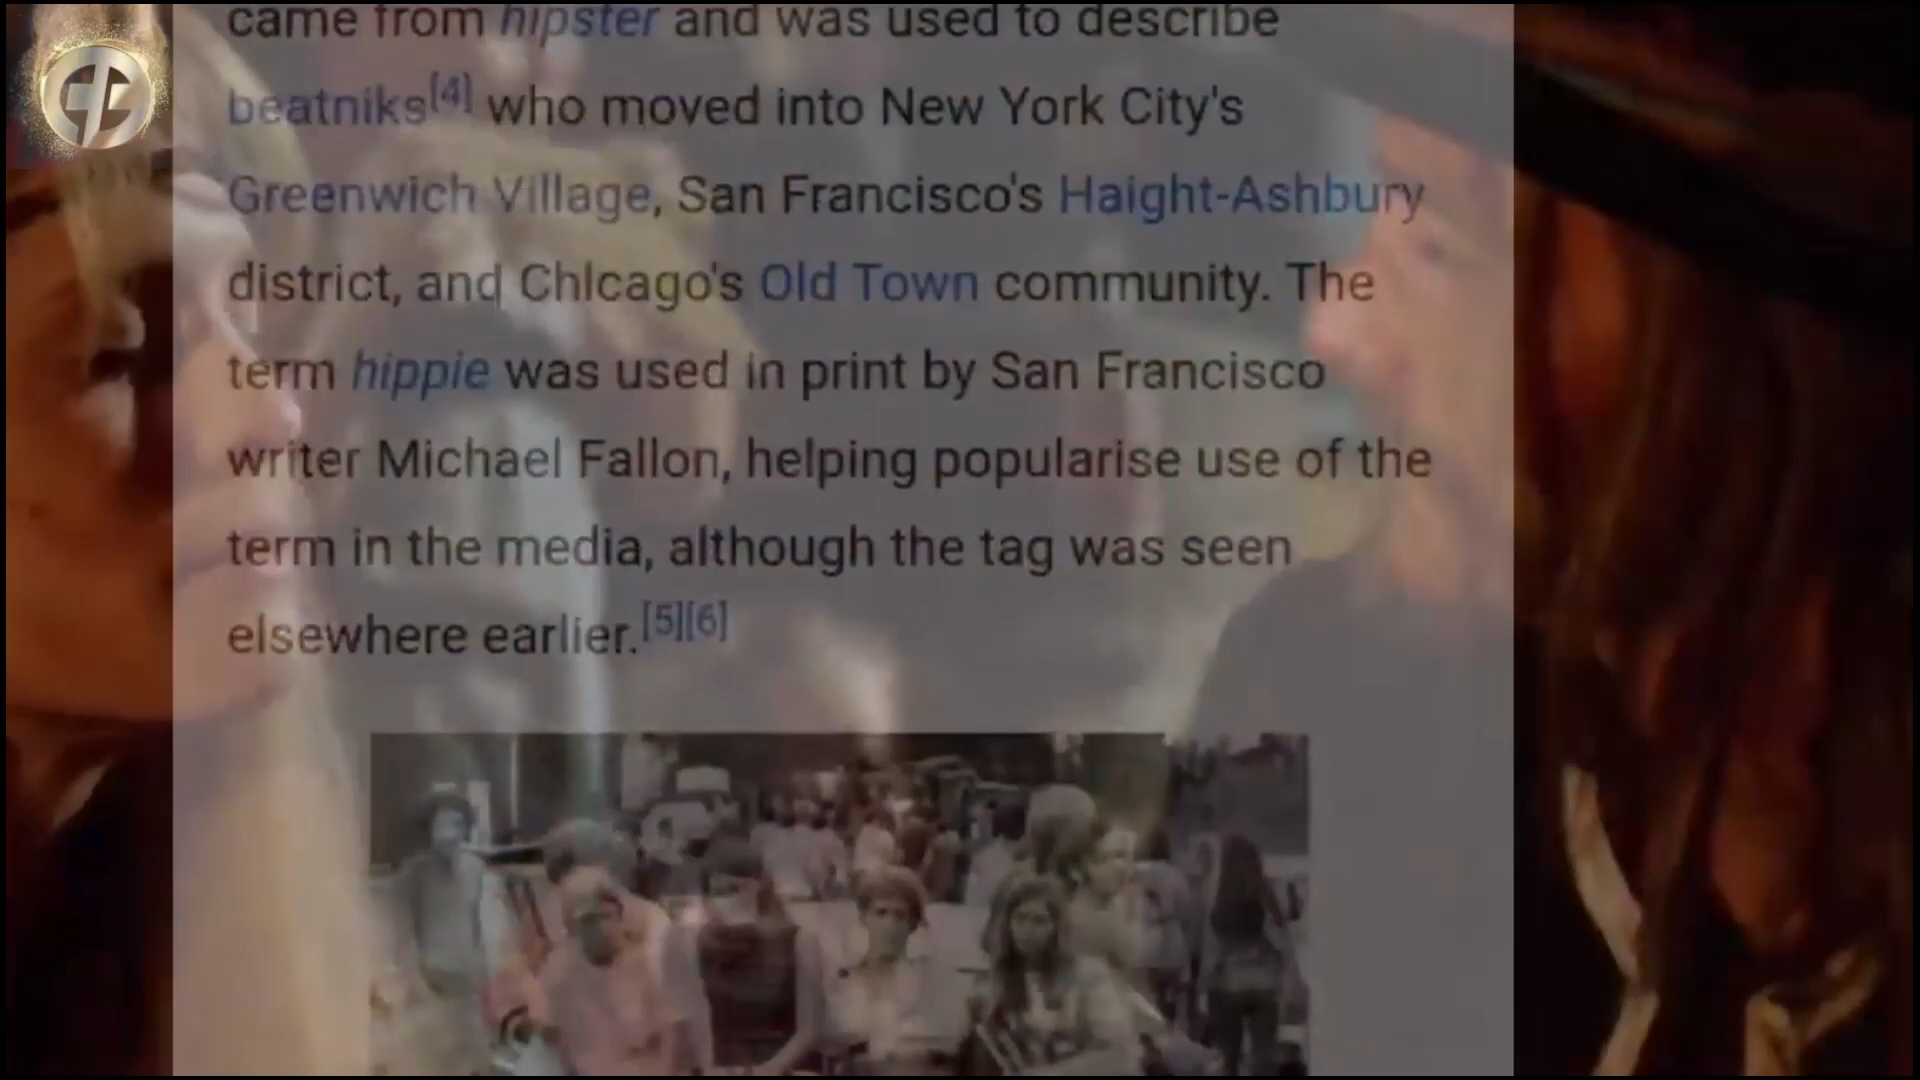 came from hipster and was used to describe
beatniks[4] who moved into New York City's
Greenwich Village, San Francisco's Haight-Ashbury
district, and Chlcago's Old Town community. The
term hippie was used in print by San Francisco
writer Michael Fallon, helping popularise use of the
term in the media, although the tag was seen
elsewhere earlier.[5][6]